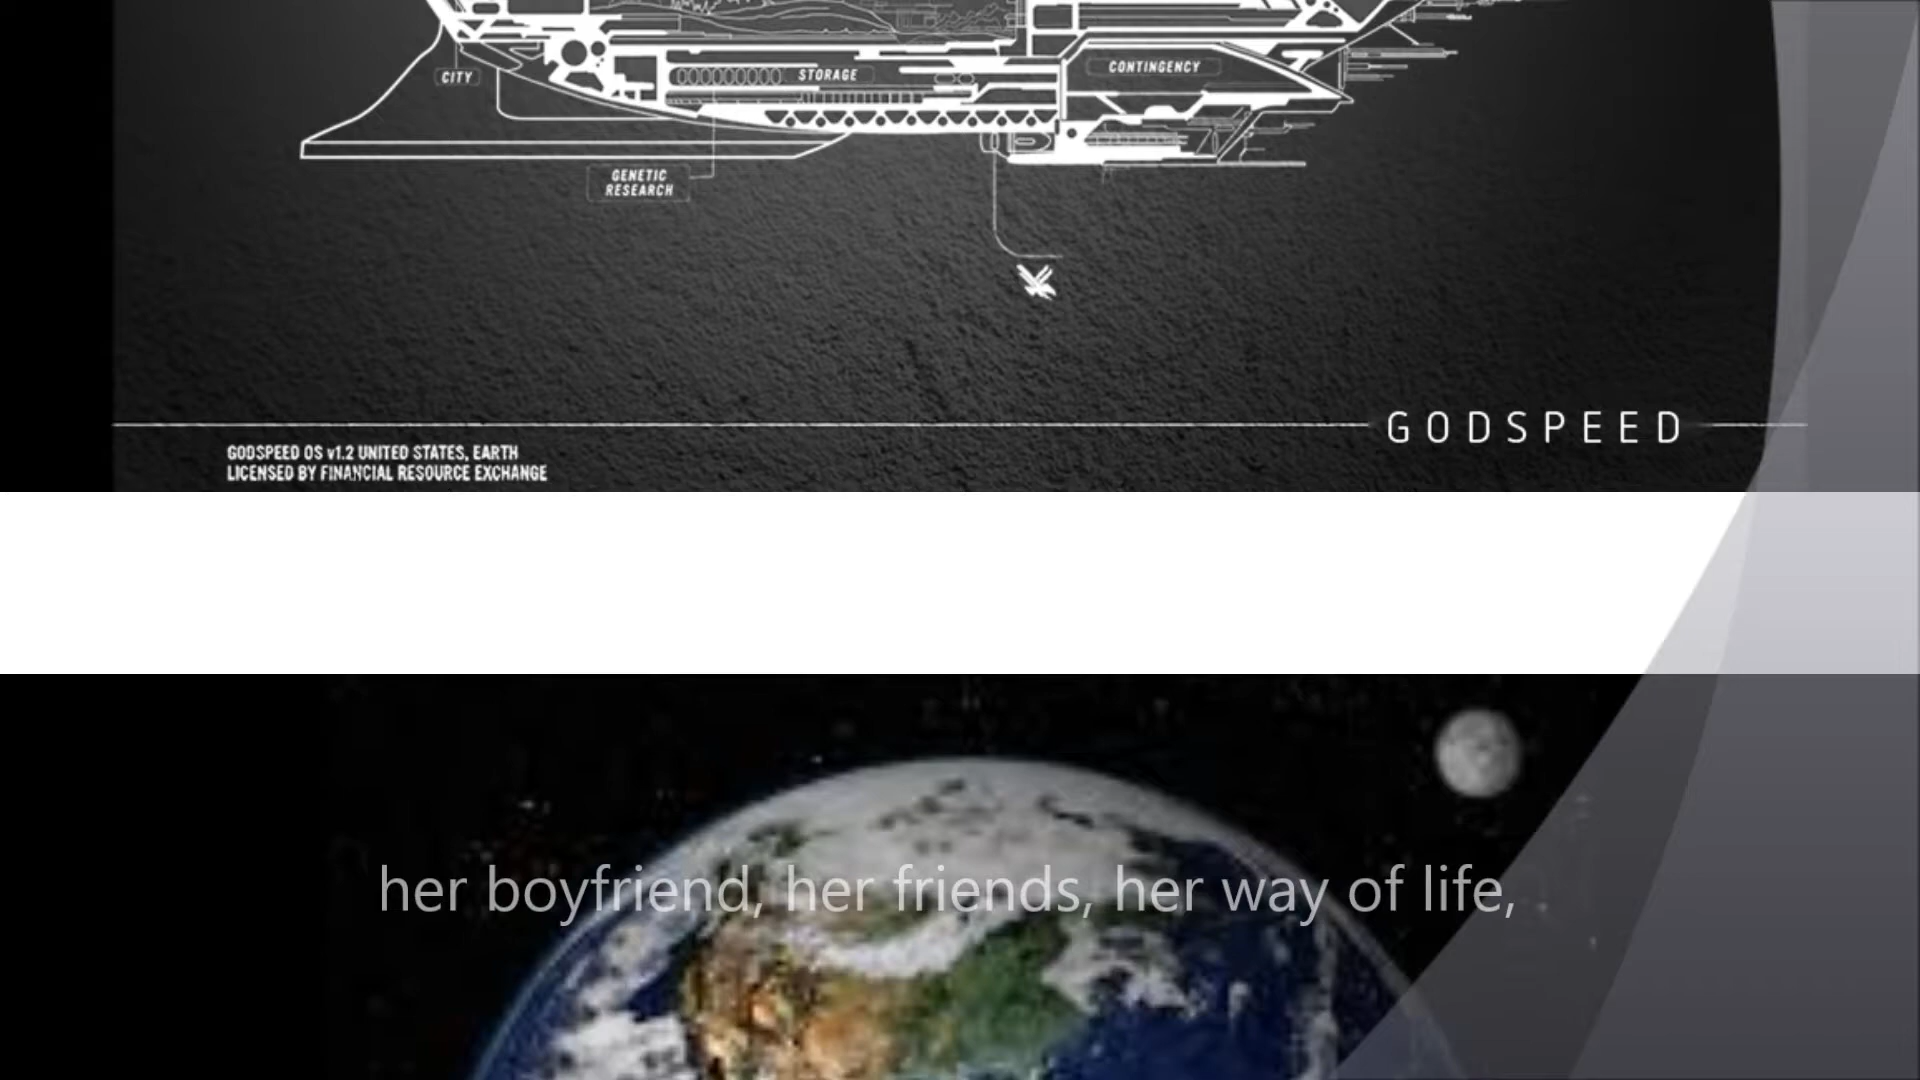 CITY
STORAGE
CONTINGENCY
GENETIC
RESEARCH
GODSPEED
GODSPEED OS v1.2 UNITED STATES, EARTH
LICENSED BY FINANCIAL RESOURCE EXCHANGE
her boyfriend, her friends, her way of life,